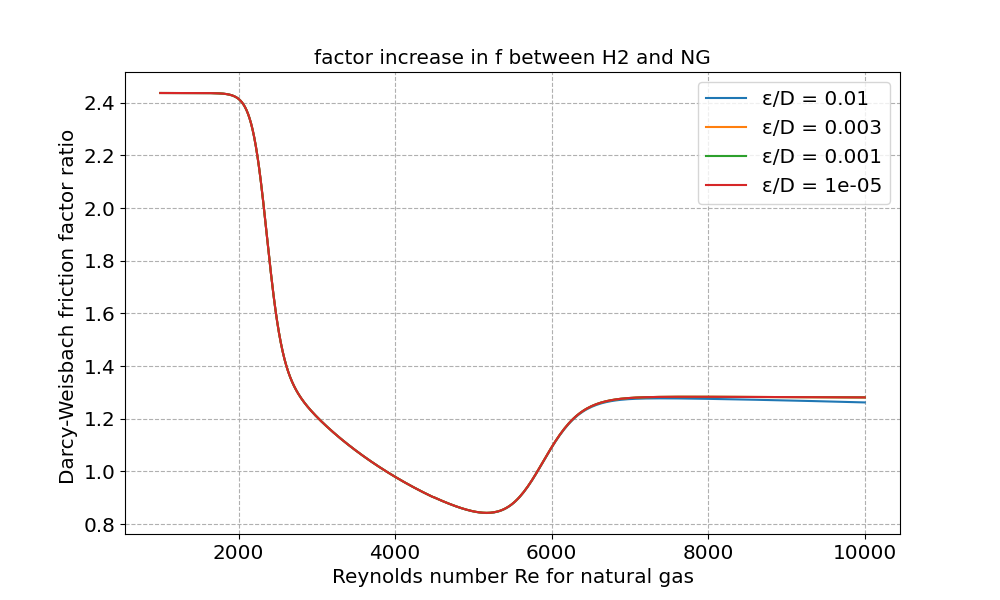 factor increase in f between H2 and NG
ε/D = 0.01
ε/D = 0.003
ε/D = 0.001
ε/D = 1e-05
Darcy-Weisbach friction factor ratio
2.4
2.2
2.0
1.8
1.6
1.4
1.2
1.0
0.8
2000
4000
6000
8000
10000
Reynolds number Re for natural gas